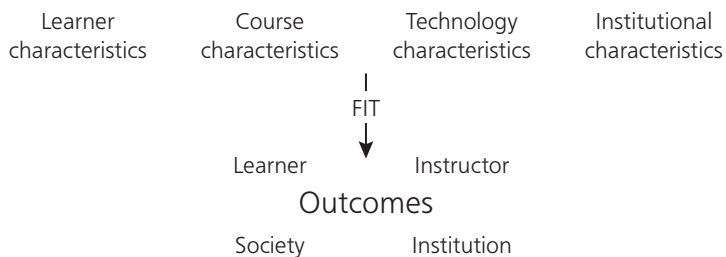 Learner Course Technology Institutional
characteristics characteristics characteristics characteristics
FIT
Learner Instructor
Outcomes
Society Institution